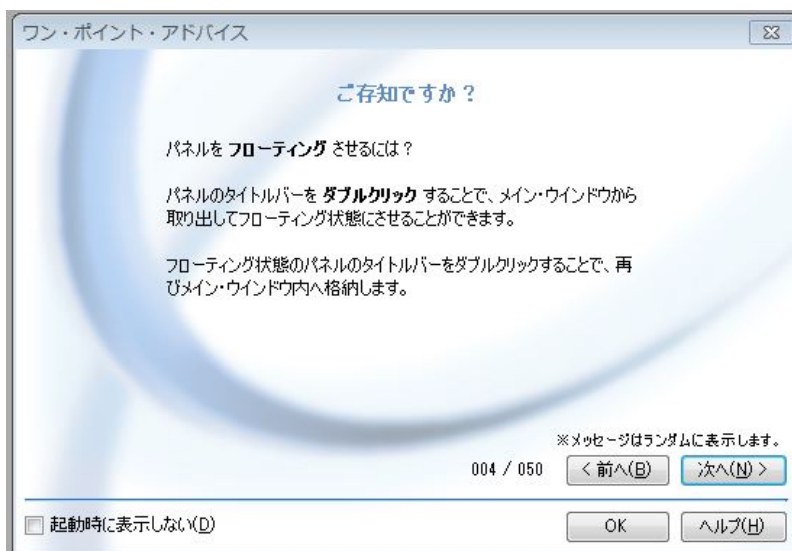 ワン・ポイント・アドバイス
ご存知ですか？
パネルを フローティング させるには？
パネルのタイトルバーを ダブルクリック することで、メイン・ウインドウから
取り出してフローティング状態にさせることができます。
フローティング状態のパネルのタイトルバーをダブルクリックすることで、再
びメイン・ウインドウ内へ格納します。
※メッセージはランダムに表示します。
004 / 050 < 前へ(B) 次へ(N) >
起動時に表示しない(D) OK ヘルプ(H)